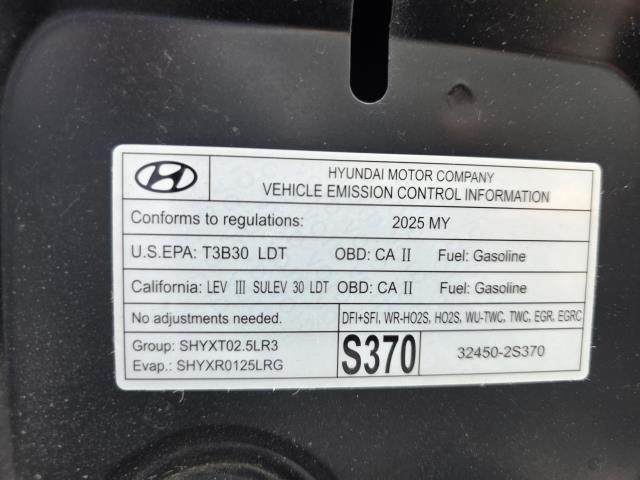 HYUNDAI MOTOR COMPANY
VEHICLE EMISSION CONTROL INFORMATION
Conforms to regulations: 2025 MY
U.S.EPA: T3B30 LDT OBD: CA II Fuel: Gasoline
California: LEV III SULEV 30 LDT OBD: CA II Fuel: Gasoline
No adjustments needed. DFI+SFI, WR-HO2S, HO2S, WU-TWC, TWC, EGR, EGRC
Group: SHYXT02.5LR3
Evap.: SHYXR0125LRG
S370
32450-2S370